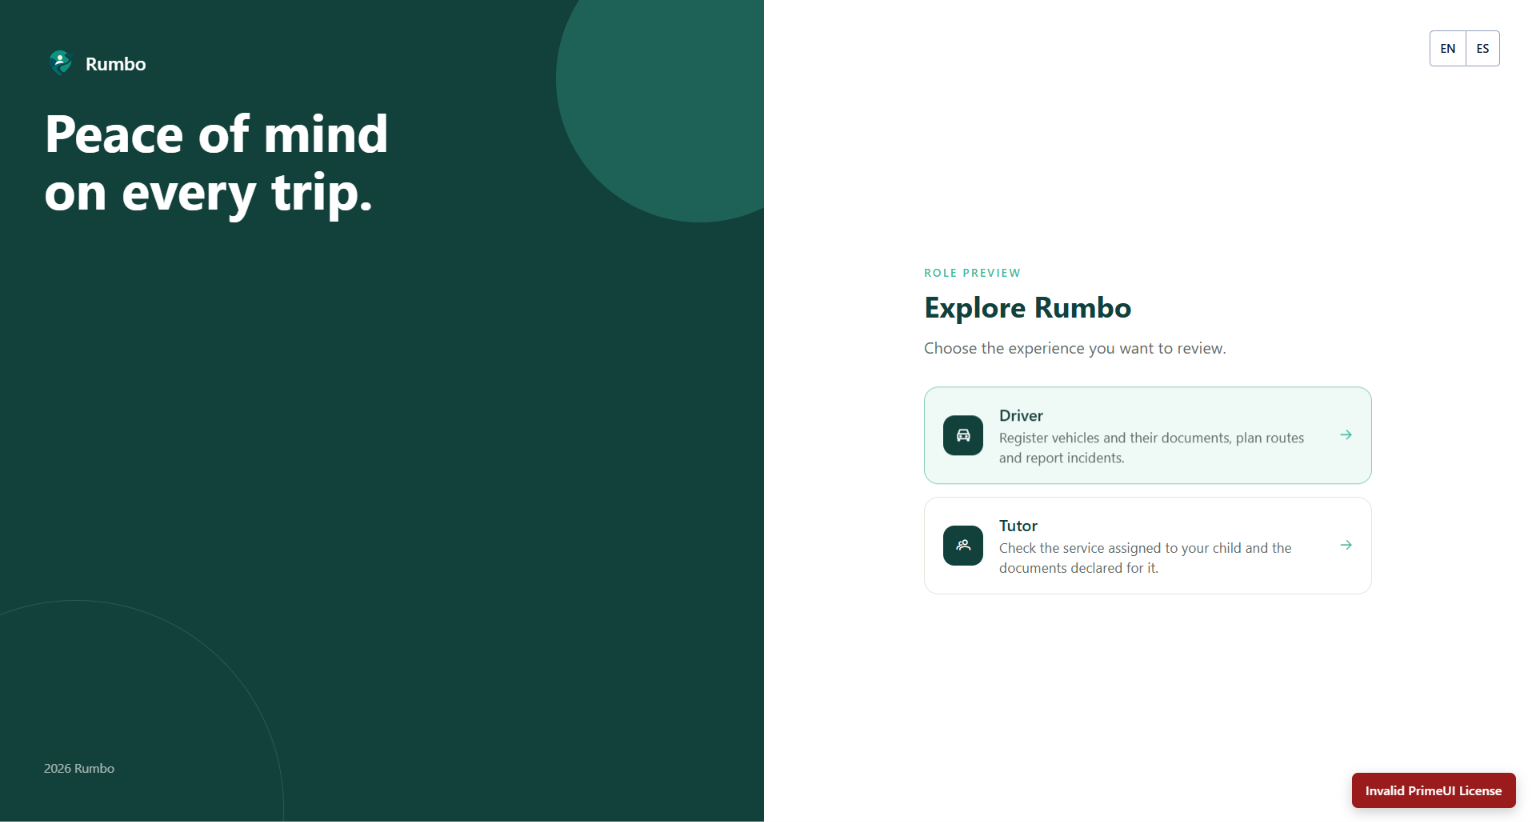 Rumbo
Peace of mind
on every trip.
2026 Rumbo
EN ES
ROLE PREVIEW
Explore Rumbo
Choose the experience you want to review.
Driver
Register vehicles and their documents, plan routes
and report incidents.
Tutor
Check the service assigned to your child and the
documents declared for it.
Invalid PrimeUI License